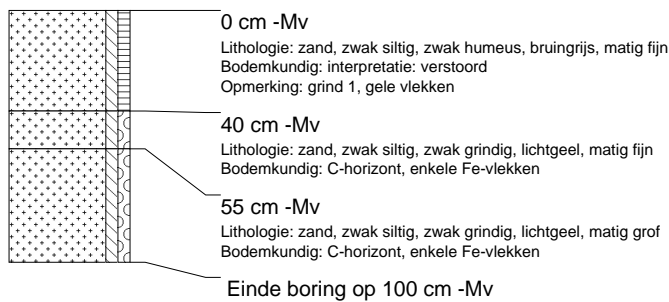 0 cm -Mv
Lithologie: zand, zwak siltig, zwak humeus, bruingrijs, matig fijn
Bodemkundig: interpretatie: verstoord
Opmerking: grind 1, gele vlekken
40 cm -Mv
Lithologie: zand, zwak siltig, zwak grindig, lichtgeel, matig fijn
Bodemkundig: C-horizont, enkele Fe-vlekken
55 cm -Mv
Lithologie: zand, zwak siltig, zwak grindig, lichtgeel, matig grof
Bodemkundig: C-horizont, enkele Fe-vlekken
Einde boring op 100 cm -Mv